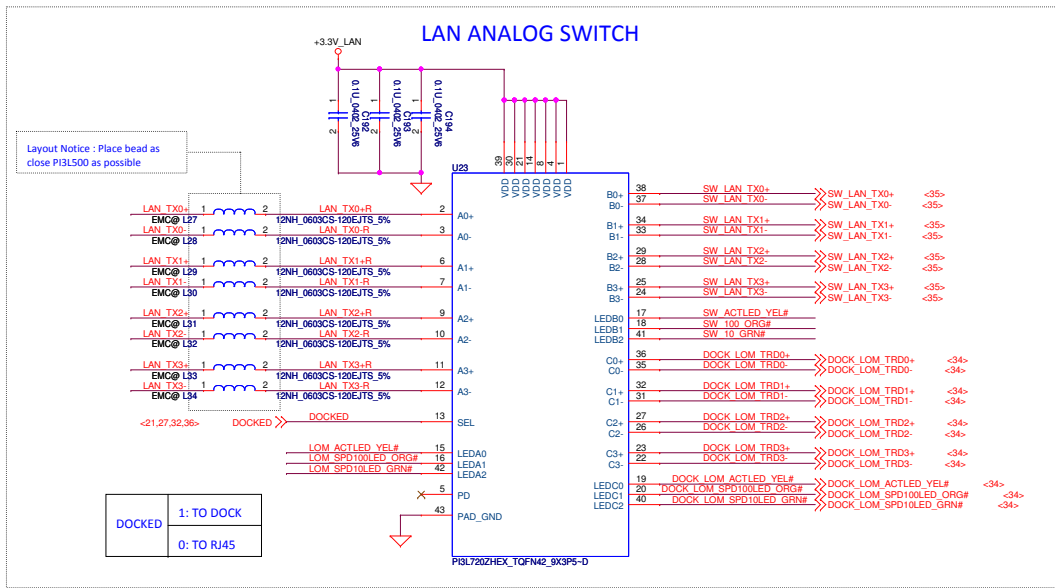 LAN ANALOG SWITCH
+3.3V_LAN
1
2
0.1U_0402_25V6
C192
1
2
0.1U_0402_25V6
C193
1
2
0.1U_0402_25V6
C194
Layout Notice : Place bead as
close PI3L500 as possible
U23
39 30 21 14 8 4 1
VDD VDD VDD VDD VDD VDD VDD
LAN_TX0+ 1 2 LAN_TX0+R 2 A0+
EMC@ L27 12NH_0603CS-120EJTS_5%
LAN_TX0- 1 2 LAN_TX0-R 3 A0-
EMC@ L28 12NH_0603CS-120EJTS_5%
LAN_TX1+ 1 2 LAN_TX1+R 6 A1+
EMC@ L29 12NH_0603CS-120EJTS_5%
LAN_TX1- 1 2 LAN_TX1-R 7 A1-
EMC@ L30 12NH_0603CS-120EJTS_5%
LAN_TX2+ 1 2 LAN_TX2+R 9 A2+
EMC@ L31 12NH_0603CS-120EJTS_5%
LAN_TX2- 1 2 LAN_TX2-R 10 A2-
EMC@ L32 12NH_0603CS-120EJTS_5%
LAN_TX3+ 1 2 LAN_TX3+R 11 A3+
EMC@ L33 12NH_0603CS-120EJTS_5%
LAN_TX3- 1 2 LAN_TX3-R 12 A3-
EMC@ L34 12NH_0603CS-120EJTS_5%
<21,27,32,36> DOCKED DOCKED 13 SEL
LOM_ACTLED_YEL# 15 LEDA0
LOM_SPD100LED_ORG# 16 LEDA1
LOM_SPD10LED_GRN# 42 LEDA2
5 PD
43 PAD_GND
B0+ 38 SW_LAN_TX0+ SW_LAN_TX0+ <35>
B0- 37 SW_LAN_TX0- SW_LAN_TX0- <35>
B1+ 34 SW_LAN_TX1+ SW_LAN_TX1+ <35>
B1- 33 SW_LAN_TX1- SW_LAN_TX1- <35>
B2+ 29 SW_LAN_TX2+ SW_LAN_TX2+ <35>
B2- 28 SW_LAN_TX2- SW_LAN_TX2- <35>
B3+ 25 SW_LAN_TX3+ SW_LAN_TX3+ <35>
B3- 24 SW_LAN_TX3- SW_LAN_TX3- <35>
LEDB0 17 SW_ACTLED_YEL#
LEDB1 18 SW_100_ORG#
LEDB2 41 SW_10_GRN#
C0+ 36 DOCK_LOM_TRD0+ DOCK_LOM_TRD0+ <34>
C0- 35 DOCK_LOM_TRD0- DOCK_LOM_TRD0- <34>
C1+ 32 DOCK_LOM_TRD1+ DOCK_LOM_TRD1+ <34>
C1- 31 DOCK_LOM_TRD1- DOCK_LOM_TRD1- <34>
C2+ 27 DOCK_LOM_TRD2+ DOCK_LOM_TRD2+ <34>
C2- 26 DOCK_LOM_TRD2- DOCK_LOM_TRD2- <34>
C3+ 23 DOCK_LOM_TRD3+ DOCK_LOM_TRD3+ <34>
C3- 22 DOCK_LOM_TRD3- DOCK_LOM_TRD3- <34>
LEDC0 19 DOCK_LOM_ACTLED_YEL# DOCK_LOM_ACTLED_YEL# <34>
LEDC1 20 DOCK_LOM_SPD100LED_ORG# DOCK_LOM_SPD100LED_ORG# <34>
LEDC2 40 DOCK_LOM_SPD10LED_GRN# DOCK_LOM_SPD10LED_GRN# <34>
PI3L720ZHEX_TQFN42_9X3P5~D
DOCKED
1: TO DOCK
0: TO RJ45